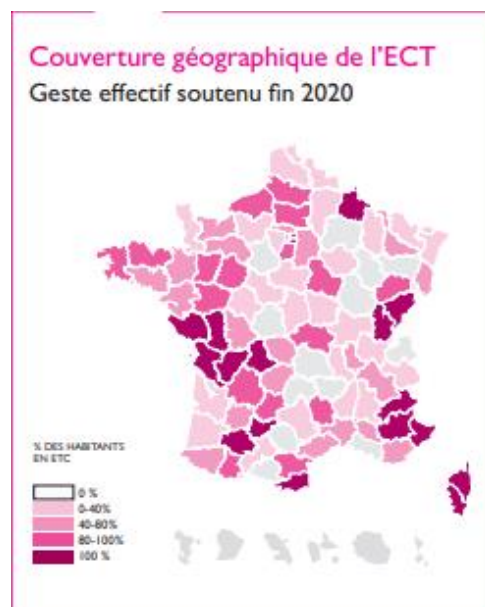 Couverture géographique de l'ECT
Geste effectif soutenu fin 2020
% DES HABITANTS
EN ETC
0 %
0-40%
40-80%
80-100%
100 %